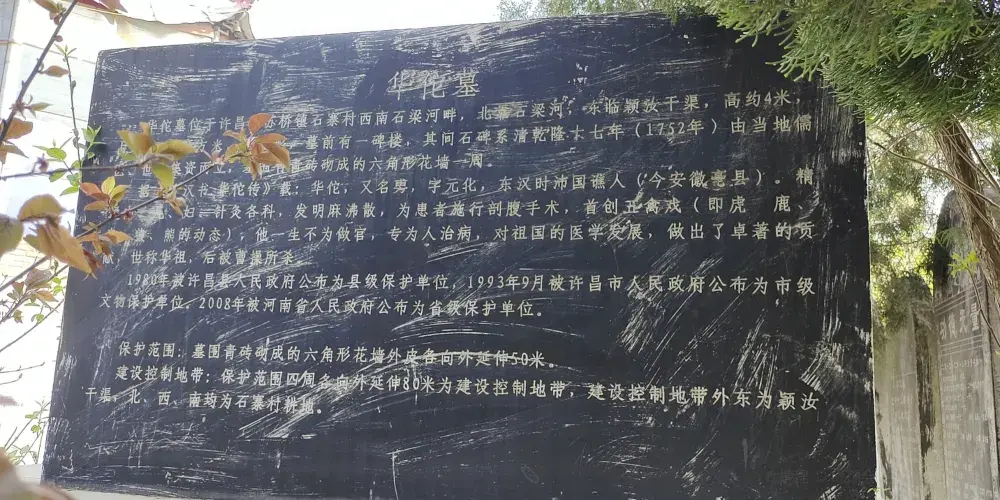 华佗墓
华佗墓位于许昌 桥镇石寨村西南石梁河畔，北靠石梁河，东临颍汝干渠，高约4米，
墓前有一碑楼，其间石碑系清乾隆十七年（1752年）由当地儒
资而立， 青砖砌成的六角形花墙一周。
汉书 华佗传》载：华佗，又名旉，字元化，东汉时沛国谯人（今安徽亳县）。精
妇、针灸各科，发明麻沸散，为患者施行剖腹手术，首创五禽戏（即虎 鹿、
熊的动态），他一生不为做官，专为人治病，对祖国的医学发展，做出了卓著的贡
献，世称华祖，后被曹操所杀。
被许昌县人民政府公布为县级保护单位，1993年9月被许昌市人民政府公布为市级
文物保护单位。2008年被河南省人民政府公布为省级保护单位。
保护范围：墓围青砖砌成的六角形花墙外皮各向外延伸50米。
建设控制地带：保护范围四周各向外延伸80米为建设控制地带，建设控制地带外东为颍汝
干渠，北、西、南均为石寨村耕地。